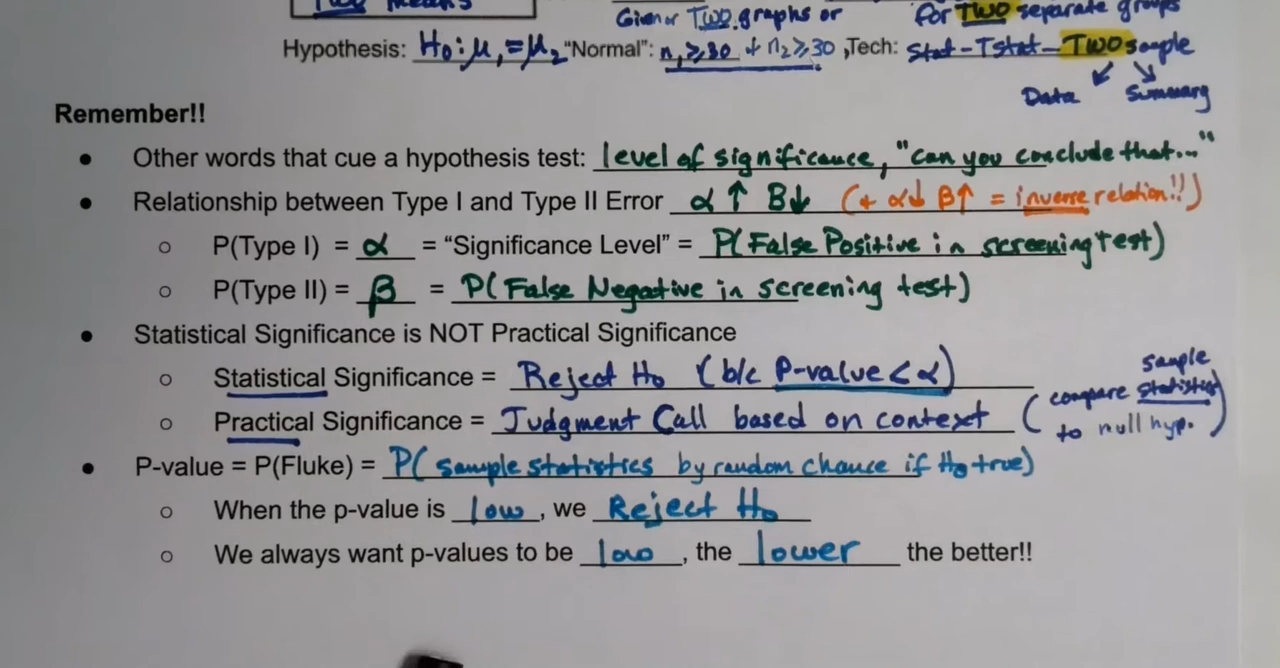 Two Means
Given or Two graphs or
for Two separate groups
Hypothesis: H₀: μ₁ = μ₂ "Normal": n₁ ≥ 30 + n₂ ≥ 30, Tech: Stat-Tstat-TWO sample
Data Summary
Remember!!
• Other words that cue a hypothesis test: level of significance, "can you conclude that..."
• Relationship between Type I and Type II Error α↑ B↓ (+ α↓ β↑ = inverse relation!!)
○ P(Type I) = α = "Significance Level" = P(False Positive in screening test)
○ P(Type II) = β = P(False Negative in screening test)
• Statistical Significance is NOT Practical Significance
○ Statistical Significance = Reject H₀ (b/c P-value < α)
○ Practical Significance = Judgment Call based on context (compare sample statistics to null hyp.)
• P-value = P(Fluke) = P(sample statistics by random chance if H₀ true)
○ When the p-value is low, we Reject H₀
○ We always want p-values to be low, the lower the better!!